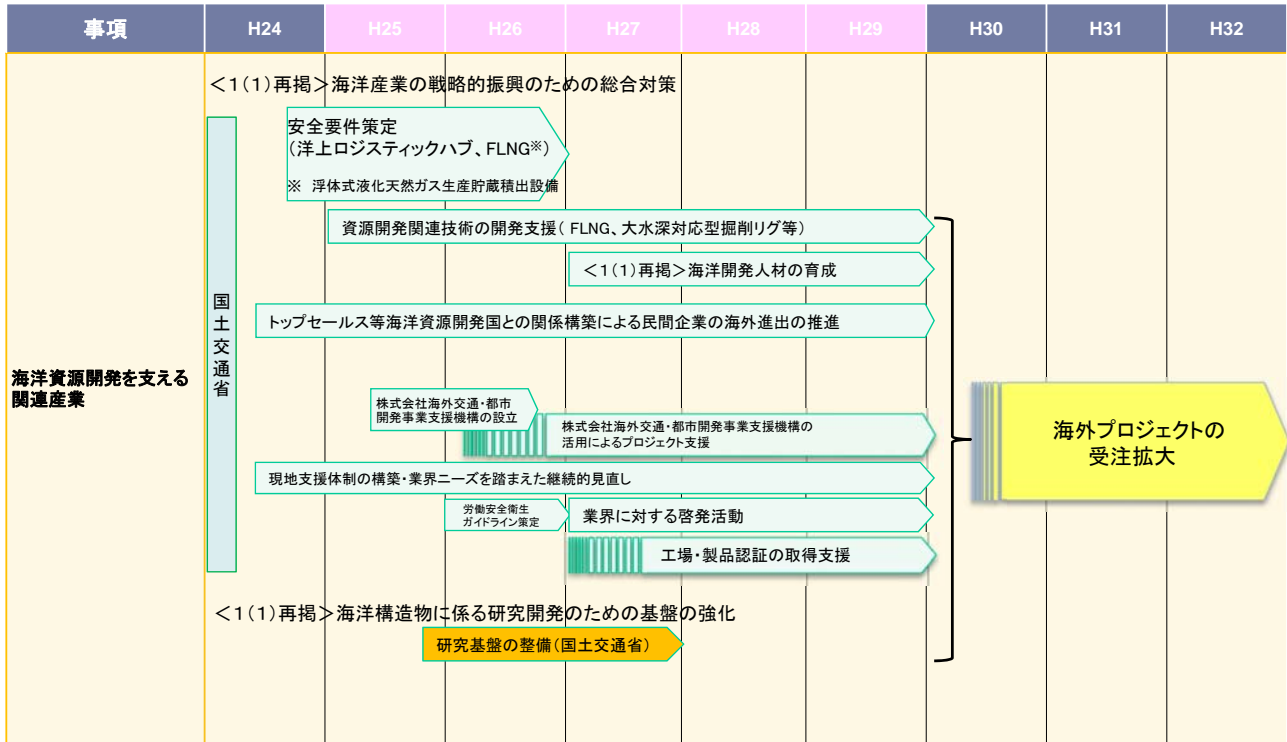 事項
H24
H25
H26
H27
H28
H29
H30
H31
H32
＜1(1)再掲＞海洋産業の戦略的振興のための総合対策
安全要件策定
(洋上ロジスティックハブ、FLNG※)
※ 浮体式液化天然ガス生産貯蔵積出設備
資源開発関連技術の開発支援( FLNG、大水深対応型掘削リグ等)
＜1(1)再掲＞海洋開発人材の育成
国土交通省
トップセールス等海洋資源開発国との関係構築による民間企業の海外進出の推進
海洋資源開発を支える
関連産業
株式会社海外交通・都市
開発事業支援機構の設立
株式会社海外交通・都市開発事業支援機構の
活用によるプロジェクト支援
海外プロジェクトの
受注拡大
現地支援体制の構築・業界ニーズを踏まえた継続的見直し
労働安全衛生
ガイドライン策定
業界に対する啓発活動
工場・製品認証の取得支援
＜1(1)再掲＞海洋構造物に係る研究開発のための基盤の強化
研究基盤の整備(国土交通省)